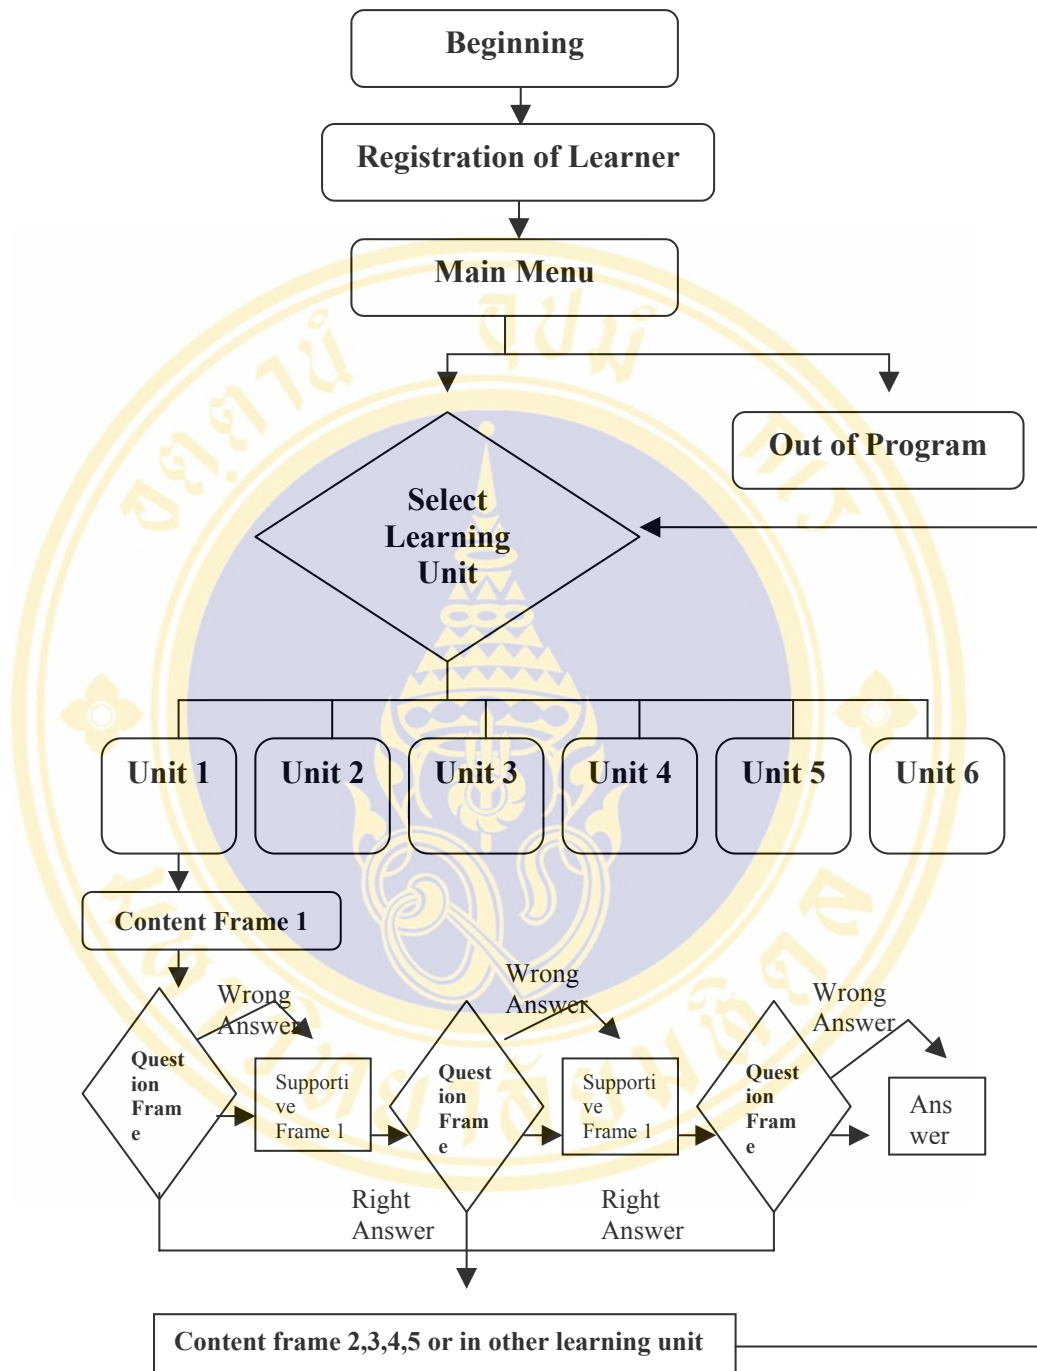 Beginning
Registration of Learner
Main Menu
Out of Program
Select
Learning
Unit
Unit 1
Unit 2
Unit 3
Unit 4
Unit 5
Unit 6
Content Frame 1
Wrong
Answer
Wrong
Answer
Wrong
Answer
Quest
ion
Fram
e
Supporti
ve
Frame 1
Quest
ion
Fram
e
Supporti
ve
Frame 1
Quest
ion
Fram
e
Ans
wer
Right
Answer
Right
Answer
Content frame 2,3,4,5 or in other learning unit